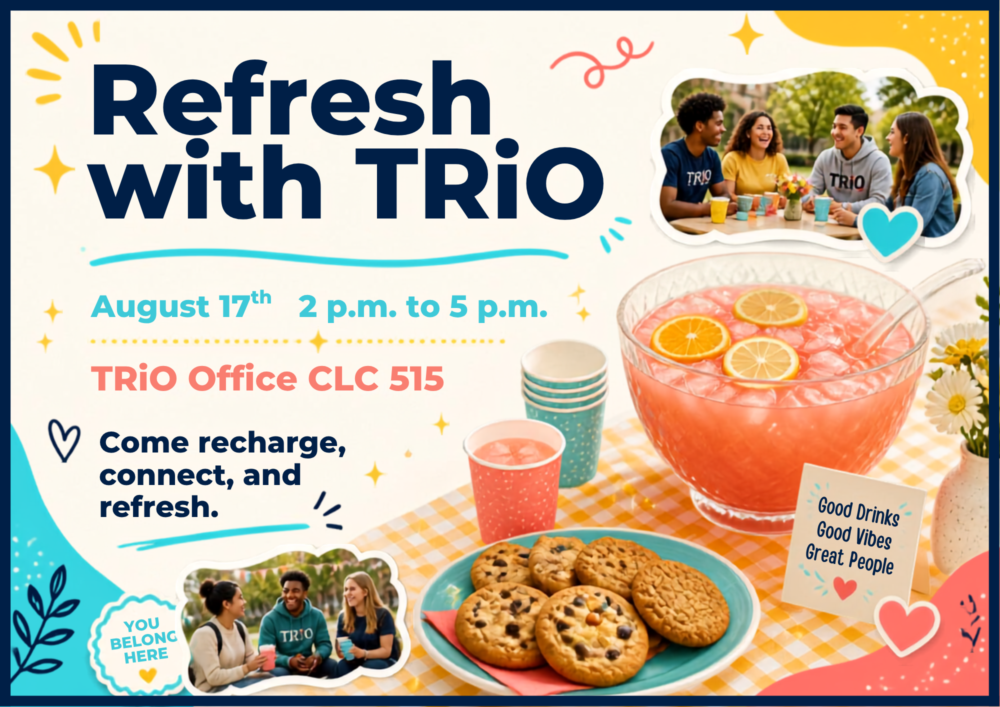 Refresh
with TRiO
August 17th 2 p.m. to 5 p.m.
TRiO Office CLC 515
Come recharge,
connect, and
refresh.
TRIO
TRiO
Good Drinks
Good Vibes
Great People
YOU
BELONG
HERE
TRIO